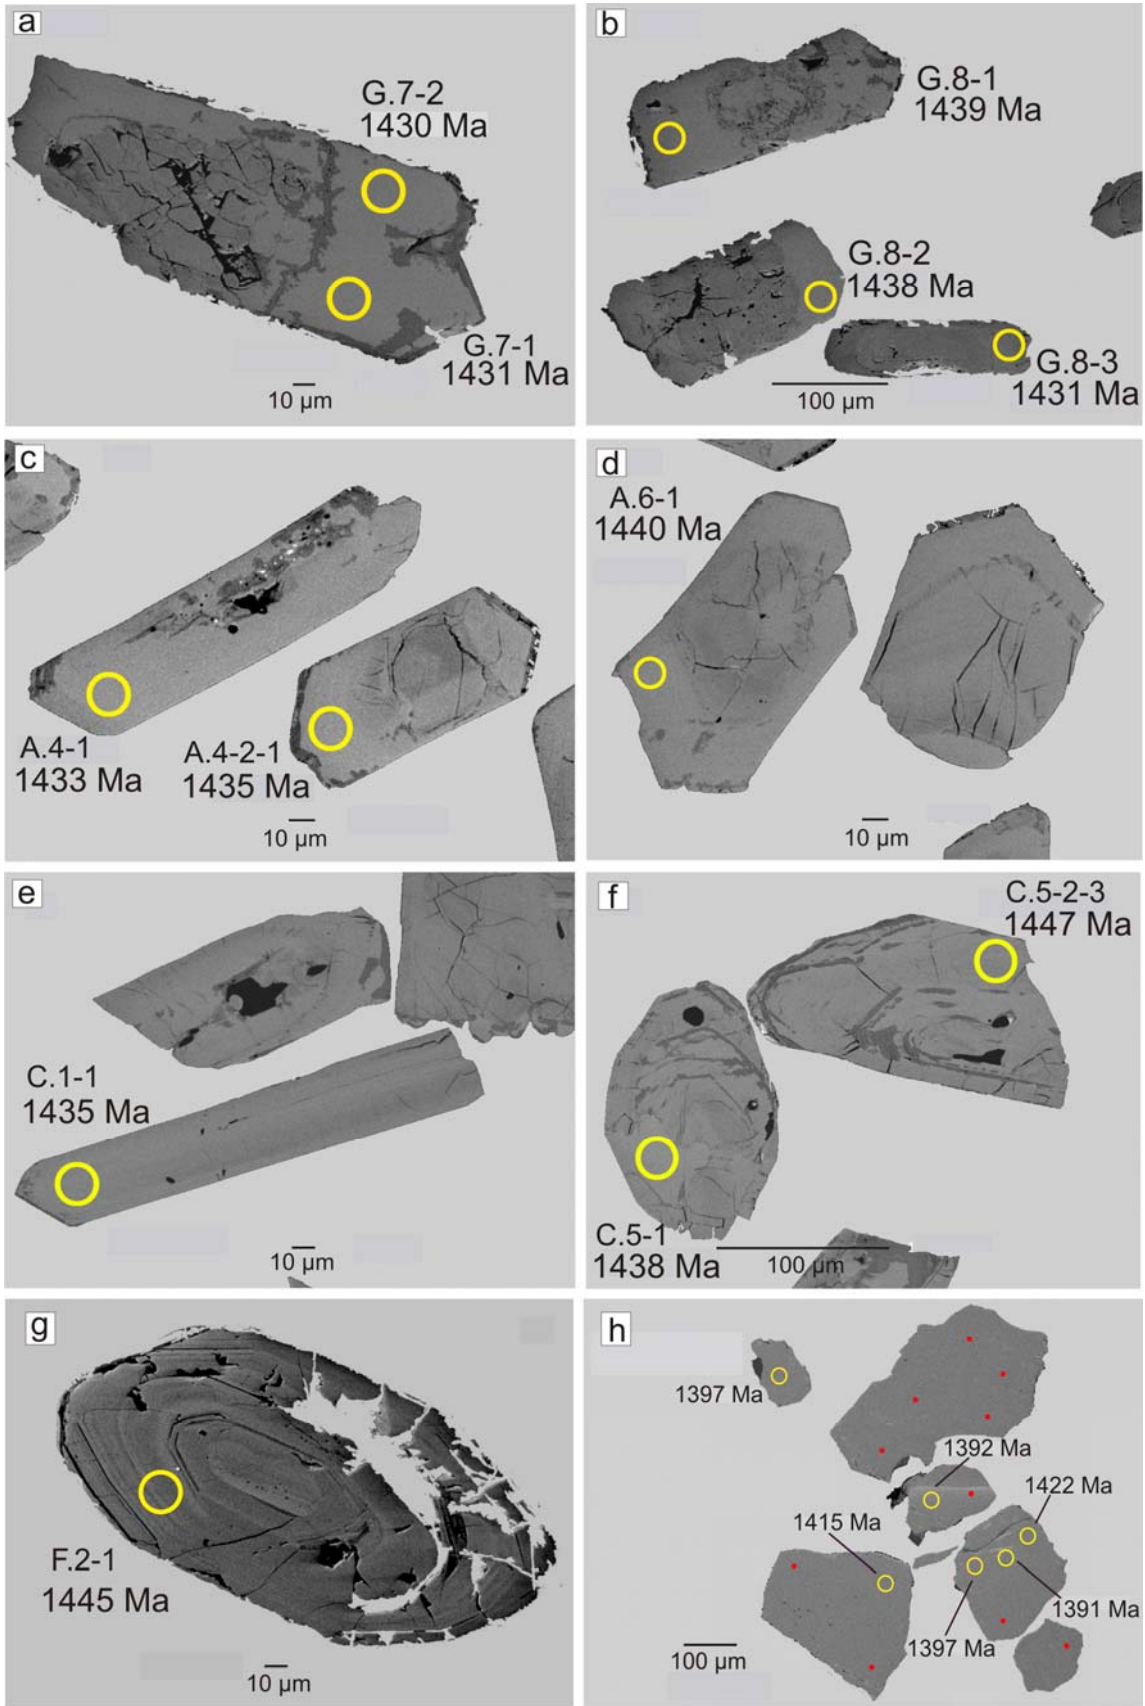 a
G.7-2
1430 Ma
G.7-1
1431 Ma
10 µm
b
G.8-1
1439 Ma
G.8-2
1438 Ma
G.8-3
1431 Ma
100 µm
c
A.4-1
1433 Ma
A.4-2-1
1435 Ma
10 µm
d
A.6-1
1440 Ma
10 µm
e
C.1-1
1435 Ma
10 µm
f
C.5-2-3
1447 Ma
C.5-1
1438 Ma
100 µm
g
F.2-1
1445 Ma
10 µm
h
1397 Ma
1392 Ma
1422 Ma
1415 Ma
1391 Ma
1397 Ma
100 µm